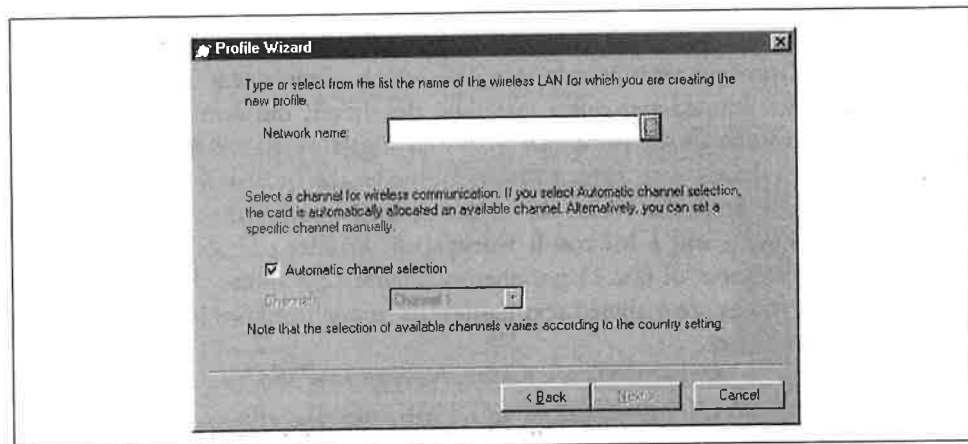 Profile Wizard
Type or select from the list the name of the wireless LAN for which you are creating the
new profile.
Network name:
Select a channel for wireless communication. If you select Automatic channel selection,
the card is automatically allocated an available channel. Alternatively, you can set a
specific channel manually.
Automatic channel selection
Channel:
Channel 1
Note that the selection of available channels varies according to the country setting.
< Back
Next >
Cancel